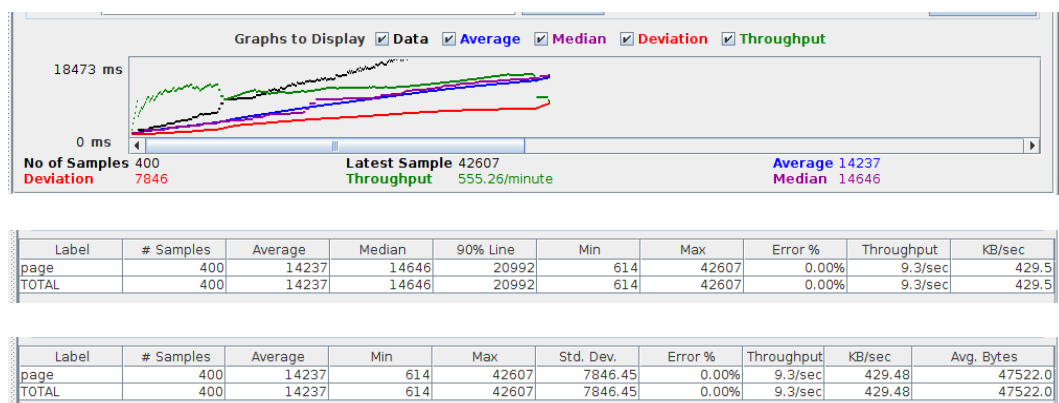 Graphs to Display Data Average Median Deviation Throughput
18473 ms
0 ms
No of Samples 400 Latest Sample 42607 Average 14237
Deviation 7846 Throughput 555.26/minute Median 14646
Label # Samples Average Median 90% Line Min Max Error % Throughput KB/sec
page 400 14237 14646 20992 614 42607 0.00% 9.3/sec 429.5
TOTAL 400 14237 14646 20992 614 42607 0.00% 9.3/sec 429.5
Label # Samples Average Min Max Std. Dev. Error % Throughput KB/sec Avg. Bytes
page 400 14237 614 42607 7846.45 0.00% 9.3/sec 429.48 47522.0
TOTAL 400 14237 614 42607 7846.45 0.00% 9.3/sec 429.48 47522.0